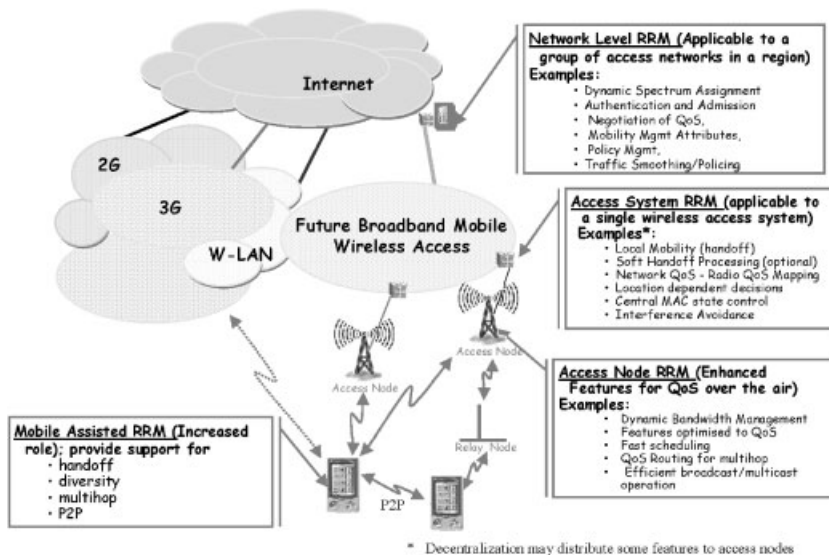 Internet
2G
3G
W-LAN
Future Broadband Mobile
Wireless Access
Network Level RRM (Applicable to a
group of access networks in a region)
Examples:
• Dynamic Spectrum Assignment
• Authentication and Admission
• Negotiation of QoS,
• Mobility Mgmt Attributes,
• Policy Mgmt,
• Traffic Smoothing/Policing
Access System RRM (applicable to
a single wireless access system)
Examples*:
• Local Mobility (handoff)
• Soft Handoff Processing (optional)
• Network QoS - Radio QoS Mapping
• Location dependent decisions
• Central MAC state control
• Interference Avoidance
Access Node
Access Node
Access Node RRM (Enhanced
Features for QoS over the air)
Examples:
• Dynamic Bandwidth Management
• Features optimised to QoS
• Fast scheduling
• QoS Routing for multihop
• Efficient broadcast/multicast
operation
Mobile Assisted RRM (Increased
role); provide support for
• handoff
• diversity
• multihop
• P2P
Relay Node
P2P
* Decentralization may distribute some features to access nodes